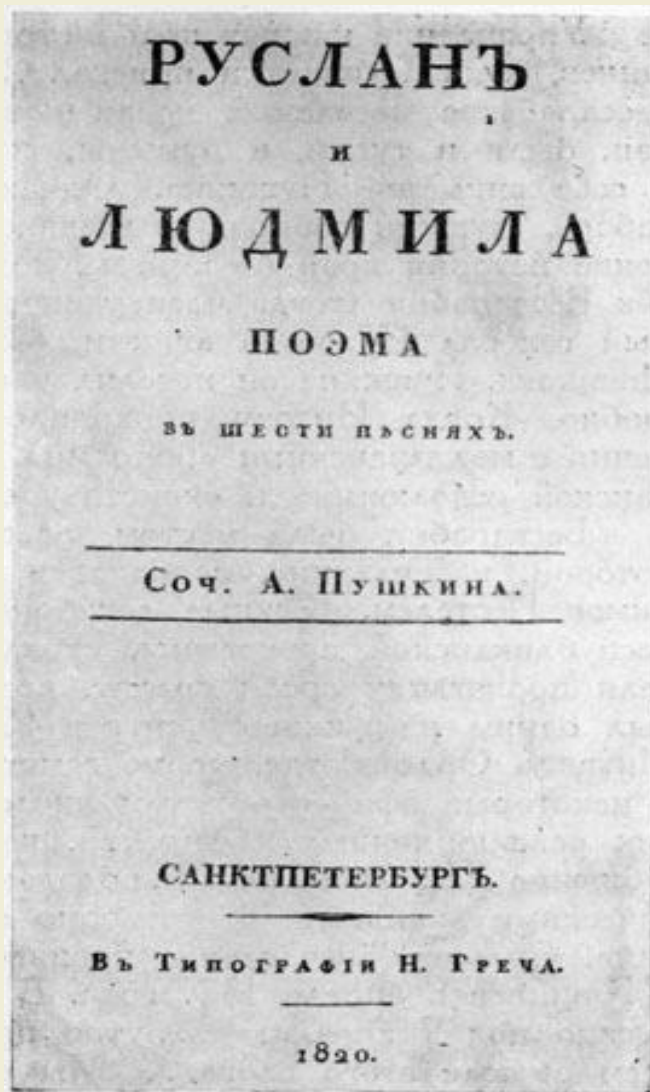 РУСЛАНЪ
и
ЛЮДМИЛА
ПОЭМА
ВЪ ШЕСТИ ПѢСНЯХЪ.
Соч. А. Пушкина.
САНКТПЕТЕРБУРГЪ.
Въ Типографіи Н. Греча.
1820.